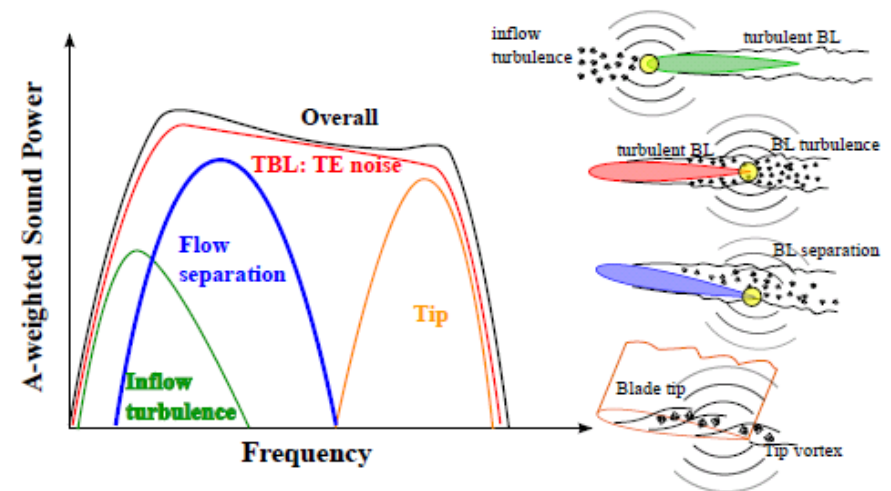 A-weighted Sound Power
Overall
TBL: TE noise
Flow
separation
Tip
Inflow
turbulence
Frequency
inflow
turbulence
turbulent BL
turbulent BL
BL turbulence
BL separation
Blade tip
Tip vortex